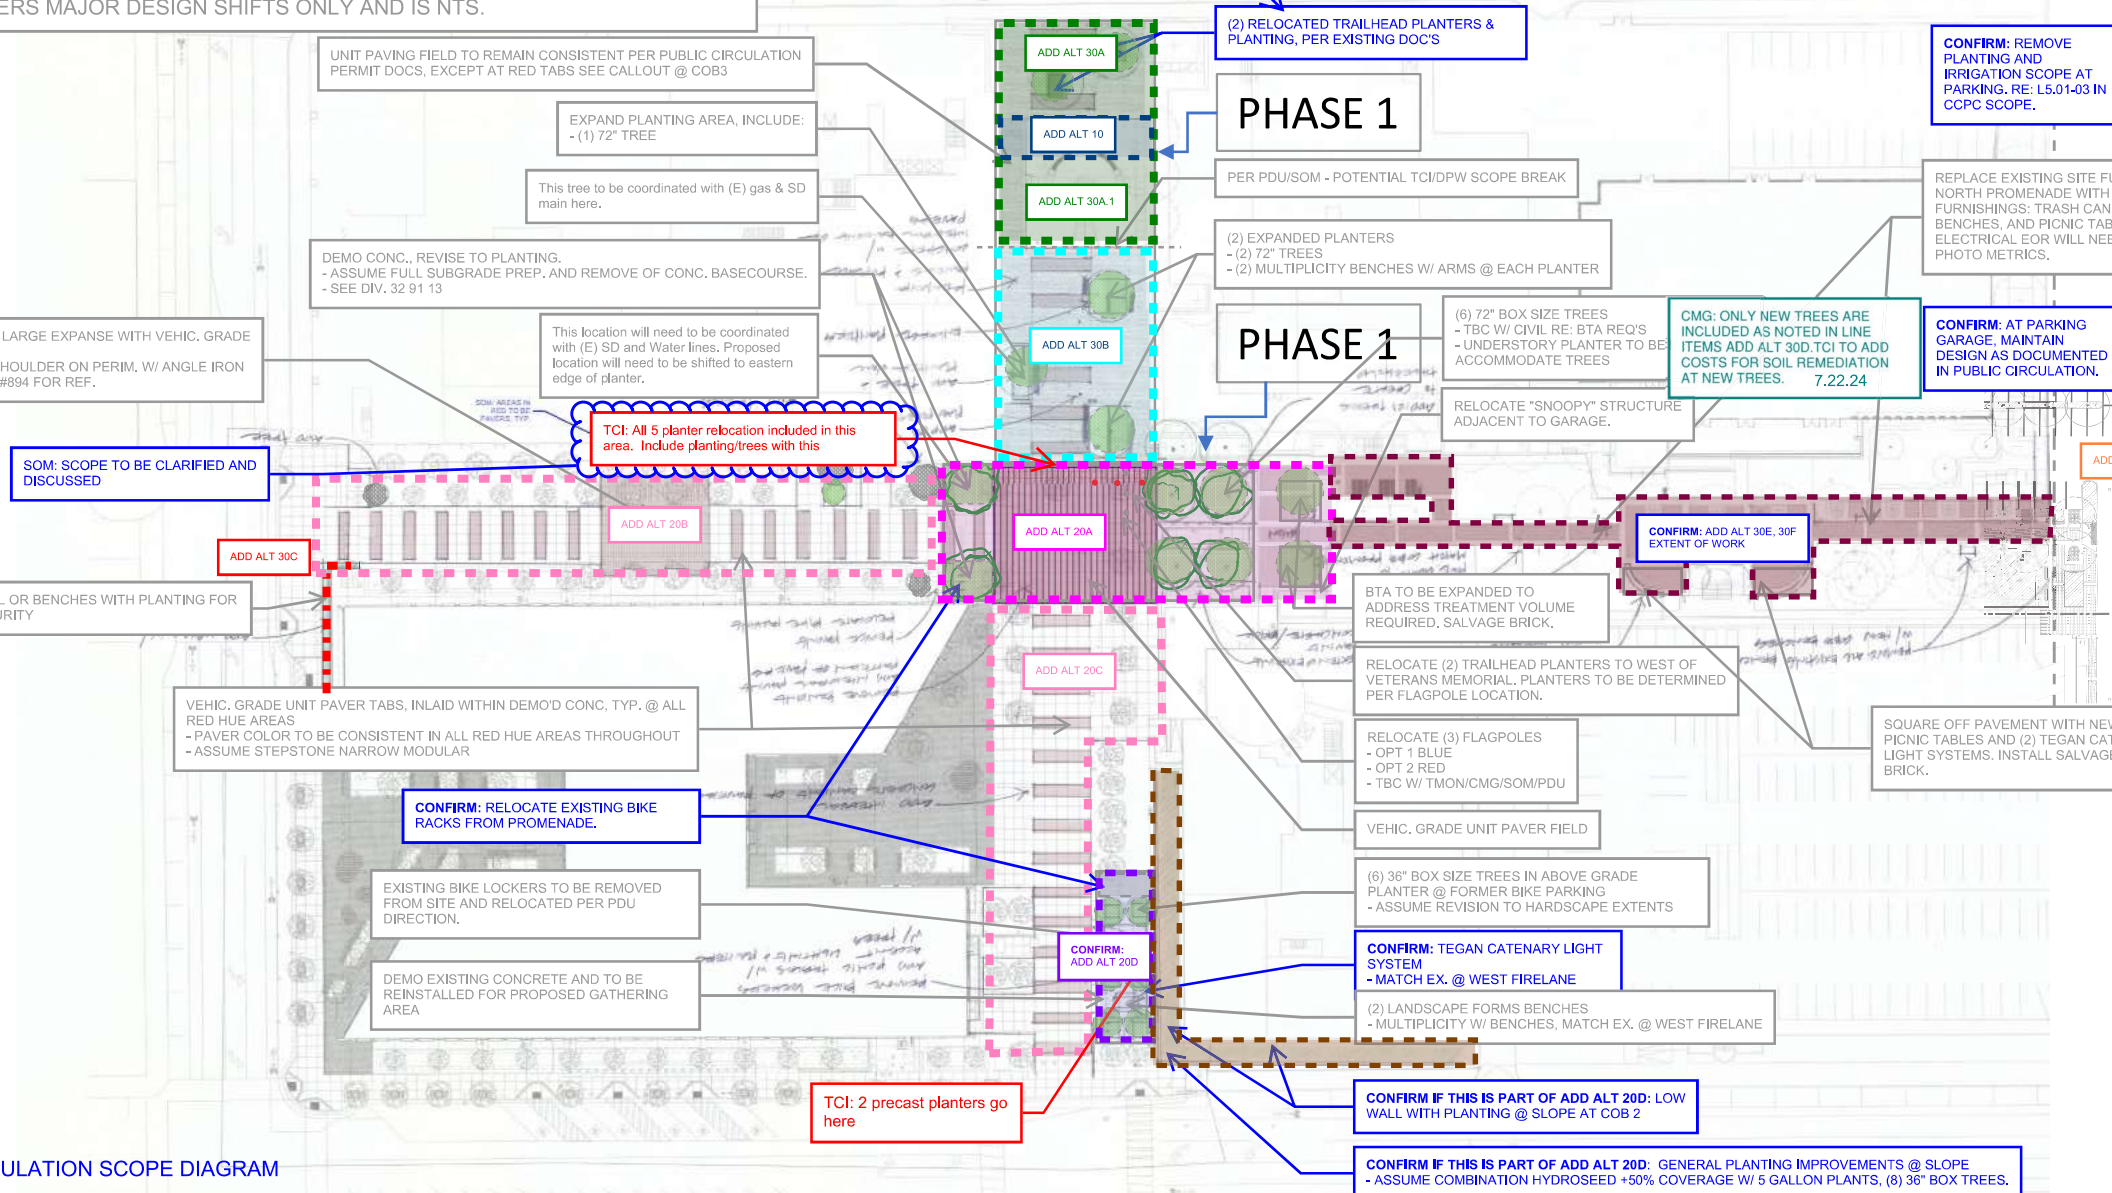 ERS MAJOR DESIGN SHIFTS ONLY AND IS NTS.
UNIT PAVING FIELD TO REMAIN CONSISTENT PER PUBLIC CIRCULATION
PERMIT DOCS, EXCEPT AT RED TABS SEE CALLOUT @ COB3
EXPAND PLANTING AREA, INCLUDE:
- (1) 72" TREE
This tree to be coordinated with (E) gas & SD
main here.
DEMO CONC., REVISE TO PLANTING.
- ASSUME FULL SUBGRADE PREP. AND REMOVE OF CONC. BASECOURSE.
- SEE DIV. 32 91 13
This location will need to be coordinated
with (E) SD and Water lines. Proposed
location will need to be shifted to eastern
edge of planter.
LARGE EXPANSE WITH VEHIC. GRADE
HOULDER ON PERIM. W/ ANGLE IRON
#894 FOR REF.
SOM: AREAS IN
RED TO BE
PAVERS, TYP.
TCI: All 5 planter relocation included in this
area. Include planting/trees with this
SOM: SCOPE TO BE CLARIFIED AND
DISCUSSED
ADD ALT 30A
ADD ALT 10
ADD ALT 30A.1
ADD ALT 30B
ADD ALT 20B
ADD ALT 20A
ADD ALT 30C
ADD ALT 20C
(2) RELOCATED TRAILHEAD PLANTERS &
PLANTING, PER EXISTING DOC'S
PHASE 1
PER PDU/SOM - POTENTIAL TCI/DPW SCOPE BREAK
(2) EXPANDED PLANTERS
- (2) 72" TREES
- (2) MULTIPLICITY BENCHES W/ ARMS @ EACH PLANTER
PHASE 1
(6) 72" BOX SIZE TREES
- TBC W/ CIVIL RE: BTA REQ'S
- UNDERSTORY PLANTER TO BE
ACCOMMODATE TREES
CMG: ONLY NEW TREES ARE
INCLUDED AS NOTED IN LINE
ITEMS ADD ALT 30D.TCI TO ADD
COSTS FOR SOIL REMEDIATION
AT NEW TREES. 7.22.24
RELOCATE "SNOOPY" STRUCTURE
ADJACENT TO GARAGE.
CONFIRM: REMOVE
PLANTING AND
IRRIGATION SCOPE AT
PARKING. RE: L5.01-03 IN
CCPC SCOPE.
REPLACE EXISTING SITE FU
NORTH PROMENADE WITH
FURNISHINGS: TRASH CAN
BENCHES, AND PICNIC TAB
ELECTRICAL EOR WILL NEE
PHOTO METRICS.
CONFIRM: AT PARKING
GARAGE, MAINTAIN
DESIGN AS DOCUMENTED
IN PUBLIC CIRCULATION.
ADD
CONFIRM: ADD ALT 30E, 30F
EXTENT OF WORK
L OR BENCHES WITH PLANTING FOR
URITY
VEHIC. GRADE UNIT PAVER TABS, INLAID WITHIN DEMO'D CONC, TYP. @ ALL
RED HUE AREAS
- PAVER COLOR TO BE CONSISTENT IN ALL RED HUE AREAS THROUGHOUT
- ASSUME STEPSTONE NARROW MODULAR
CONFIRM: RELOCATE EXISTING BIKE
RACKS FROM PROMENADE.
EXISTING BIKE LOCKERS TO BE REMOVED
FROM SITE AND RELOCATED PER PDU
DIRECTION.
DEMO EXISTING CONCRETE AND TO BE
REINSTALLED FOR PROPOSED GATHERING
AREA
CONFIRM:
ADD ALT 20D
TCI: 2 precast planters go
here
BTA TO BE EXPANDED TO
ADDRESS TREATMENT VOLUME
REQUIRED. SALVAGE BRICK.
RELOCATE (2) TRAILHEAD PLANTERS TO WEST OF
VETERANS MEMORIAL. PLANTERS TO BE DETERMINED
PER FLAGPOLE LOCATION.
RELOCATE (3) FLAGPOLES
- OPT 1 BLUE
- OPT 2 RED
- TBC W/ TMON/CMG/SOM/PDU
VEHIC. GRADE UNIT PAVER FIELD
(6) 36" BOX SIZE TREES IN ABOVE GRADE
PLANTER @ FORMER BIKE PARKING
- ASSUME REVISION TO HARDSCAPE EXTENTS
CONFIRM: TEGAN CATENARY LIGHT
SYSTEM
- MATCH EX. @ WEST FIRELANE
(2) LANDSCAPE FORMS BENCHES
- MULTIPLICITY W/ BENCHES, MATCH EX. @ WEST FIRELANE
SQUARE OFF PAVEMENT WITH NEW
PICNIC TABLES AND (2) TEGAN CAT
LIGHT SYSTEMS. INSTALL SALVAGE
BRICK.
CONFIRM IF THIS IS PART OF ADD ALT 20D: LOW
WALL WITH PLANTING @ SLOPE AT COB 2
CONFIRM IF THIS IS PART OF ADD ALT 20D: GENERAL PLANTING IMPROVEMENTS @ SLOPE
- ASSUME COMBINATION HYDROSEED +50% COVERAGE W/ 5 GALLON PLANTS, (8) 36" BOX TREES.
ULATION SCOPE DIAGRAM